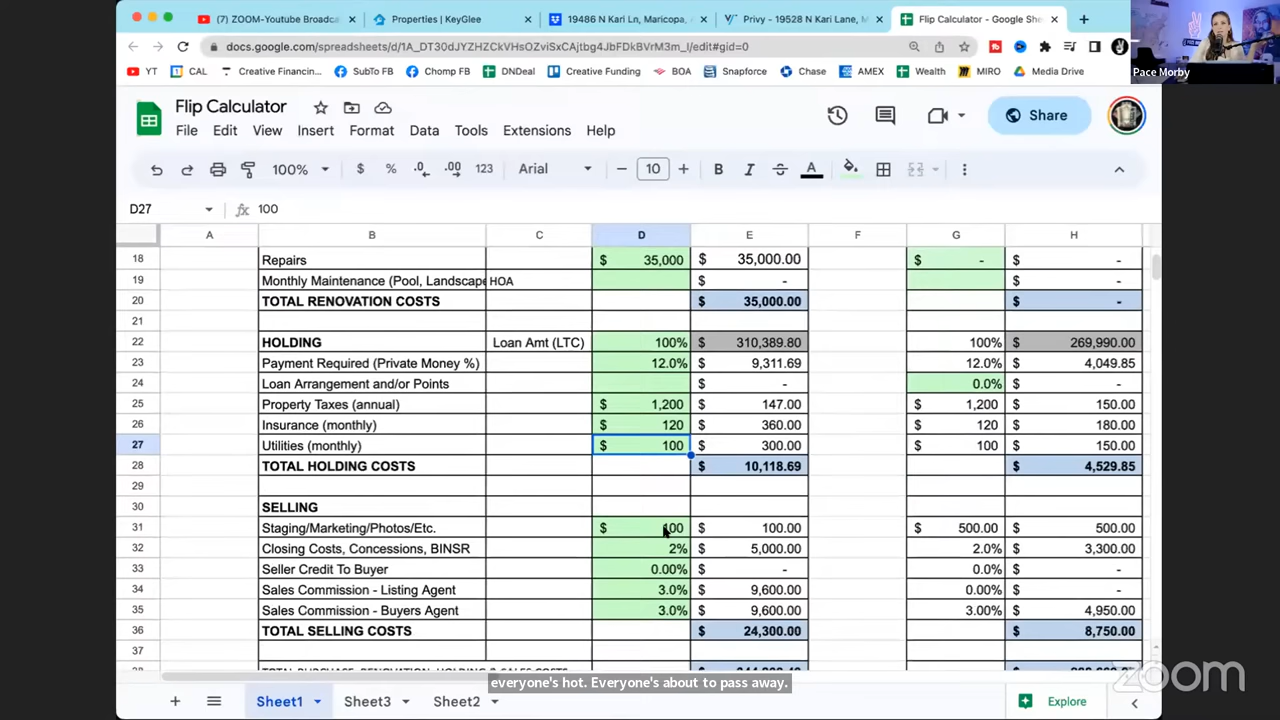 (7) ZOOM-Youtube Broadca
Properties | KeyGlee
19486 N Kari Ln, Maricopa,
Privy - 19528 N Kari Lane, M
Flip Calculator - Google She
docs.google.com/spreadsheets/d/1A_DT30dJYZHZCkVHsOZviSxCAjtbg4JbFDkBVrM3m_I/edit#gid=0
YT
CAL
Creative Financin...
SubTo FB
Chomp FB
DNDeal
Creative Funding
BOA
Snapforce
Chase
AMEX
Wealth
MIRO
Media Drive
Pace Morby
Flip Calculator
File Edit View Insert Format Data Tools Extensions Help
Share
100% $ % .0 .00 123 Arial 10 B I S A
D27 fx 100
A B C D E F G H
18 Repairs $ 35,000 $ 35,000.00 $ - $ -
19 Monthly Maintenance (Pool, Landscape HOA $ - $ -
20 TOTAL RENOVATION COSTS $ 35,000.00 $ -
21
22 HOLDING Loan Amt (LTC) 100% $ 310,389.80 100% $ 269,990.00
23 Payment Required (Private Money %) 12.0% $ 9,311.69 12.0% $ 4,049.85
24 Loan Arrangement and/or Points $ - 0.0% $ -
25 Property Taxes (annual) $ 1,200 $ 147.00 $ 1,200 $ 150.00
26 Insurance (monthly) $ 120 $ 360.00 $ 120 $ 180.00
27 Utilities (monthly) $ 100 $ 300.00 $ 100 $ 150.00
28 TOTAL HOLDING COSTS $ 10,118.69 $ 4,529.85
29
30 SELLING
31 Staging/Marketing/Photos/Etc. $ 100 $ 100.00 $ 500.00 $ 500.00
32 Closing Costs, Concessions, BINSR 2% $ 5,000.00 2.0% $ 3,300.00
33 Seller Credit To Buyer 0.00% $ - 0.0% $ -
34 Sales Commission - Listing Agent 3.0% $ 9,600.00 0.00% $ -
35 Sales Commission - Buyers Agent 3.0% $ 9,600.00 3.00% $ 4,950.00
36 TOTAL SELLING COSTS $ 24,300.00 $ 8,750.00
37
everyone's hot. Everyone's about to pass away.
Sheet1 Sheet3 Sheet2
Explore
zoom